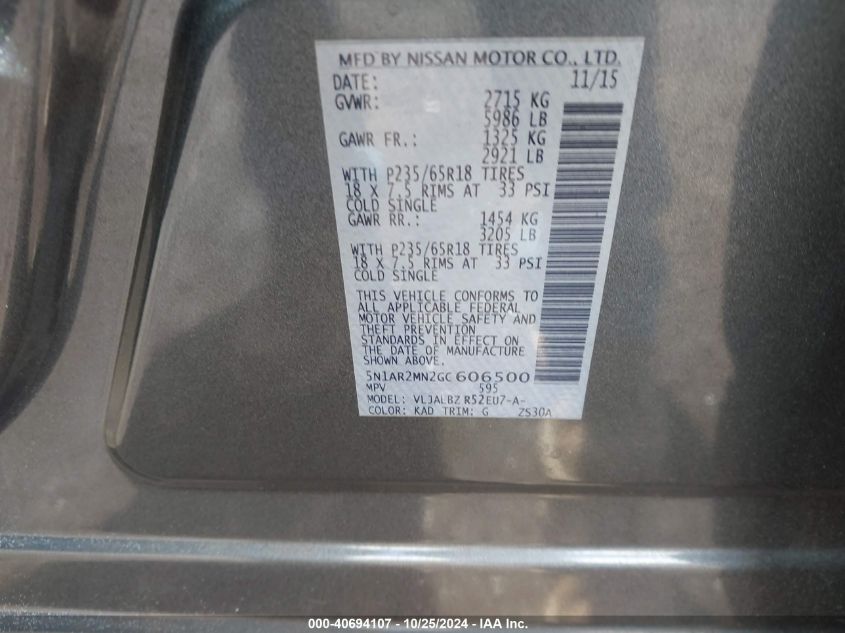 MFD BY NISSAN MOTOR CO., LTD.
DATE: 11/15
GVWR: 2715 KG
5986 LB
GAWR FR.: 1325 KG
2921 LB
WITH P235/65R18 TIRES
18 X 7.5 RIMS AT 33 PSI
COLD SINGLE
GAWR RR.: 1454 KG
3205 LB
WITH P235/65R18 TIRES
18 X 7.5 RIMS AT 33 PSI
COLD SINGLE
THIS VEHICLE CONFORMS TO
ALL APPLICABLE FEDERAL
MOTOR VEHICLE SAFETY AND
THEFT PREVENTION
STANDARDS IN EFFECT ON
THE DATE OF MANUFACTURE
SHOWN ABOVE.
5N1AR2MN2GC606500
MPV 595
MODEL: VLJALBZ R52EU7-A-
COLOR: KAD TRIM: G ZS30A
000-40694107 - 10/25/2024 - IAA Inc.